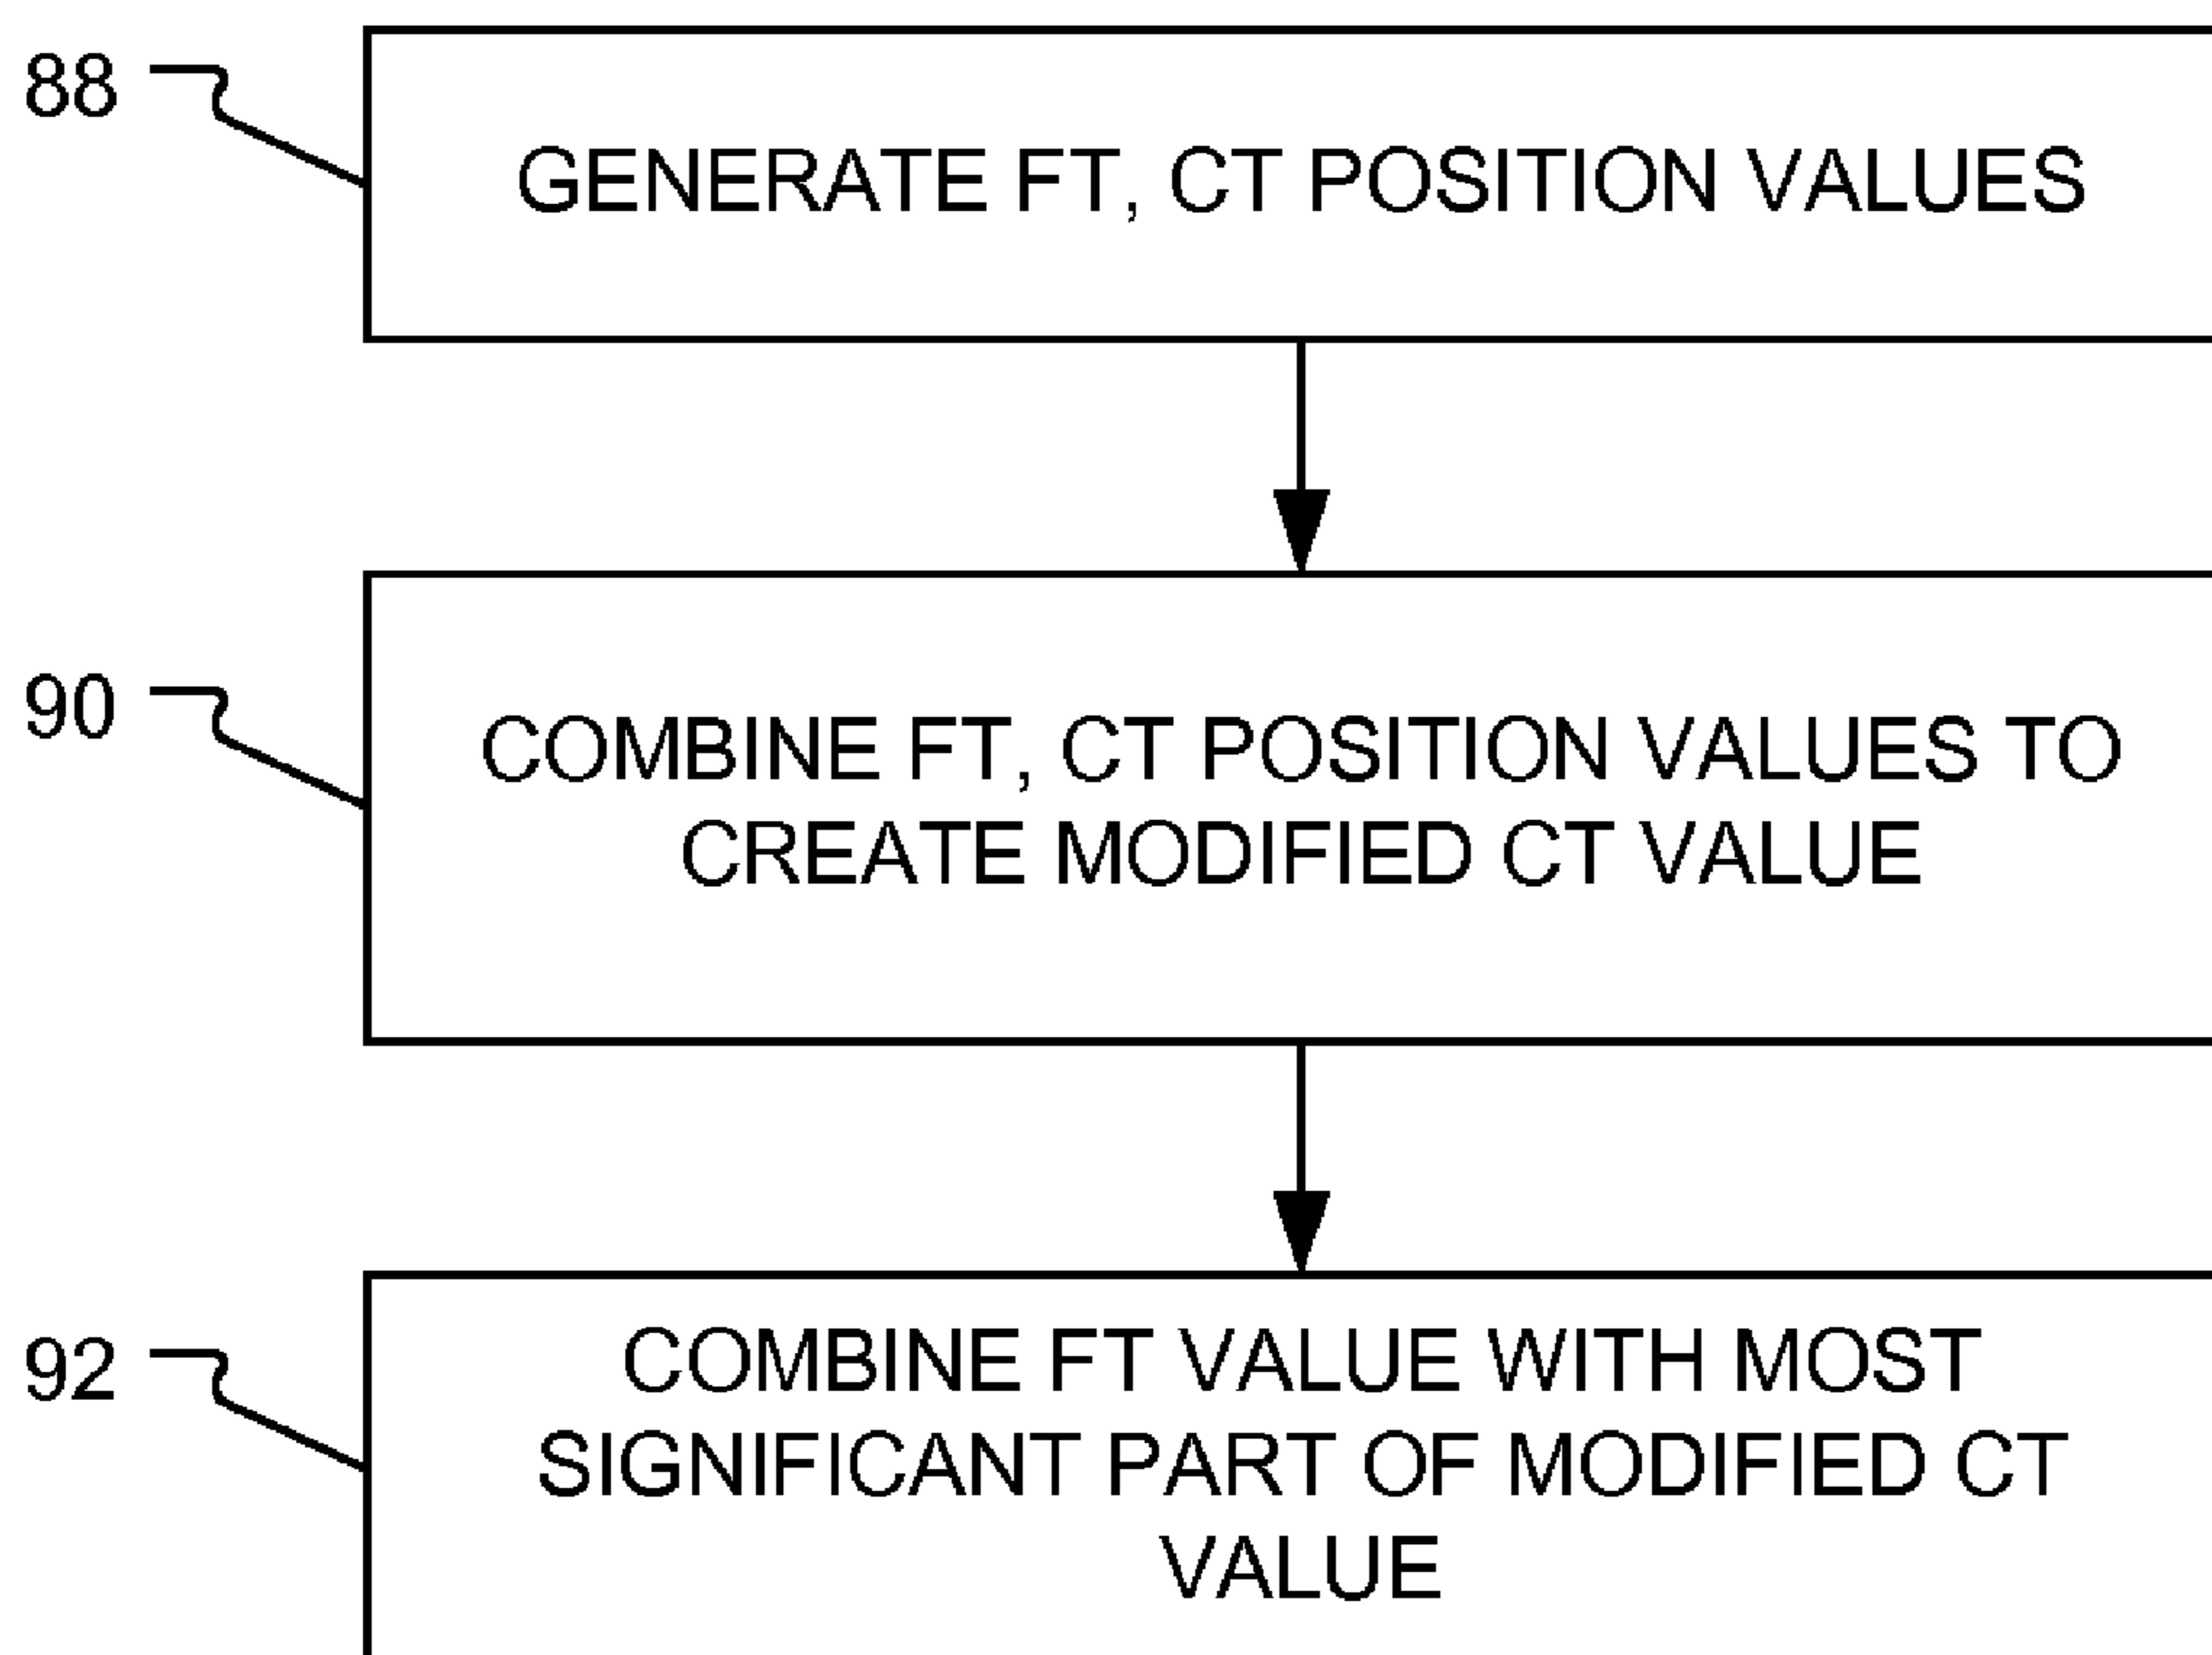 88
GENERATE FT, CT POSITION VALUES
90
COMBINE FT, CT POSITION VALUES TO
CREATE MODIFIED CT VALUE
92
COMBINE FT VALUE WITH MOST
SIGNIFICANT PART OF MODIFIED CT
VALUE